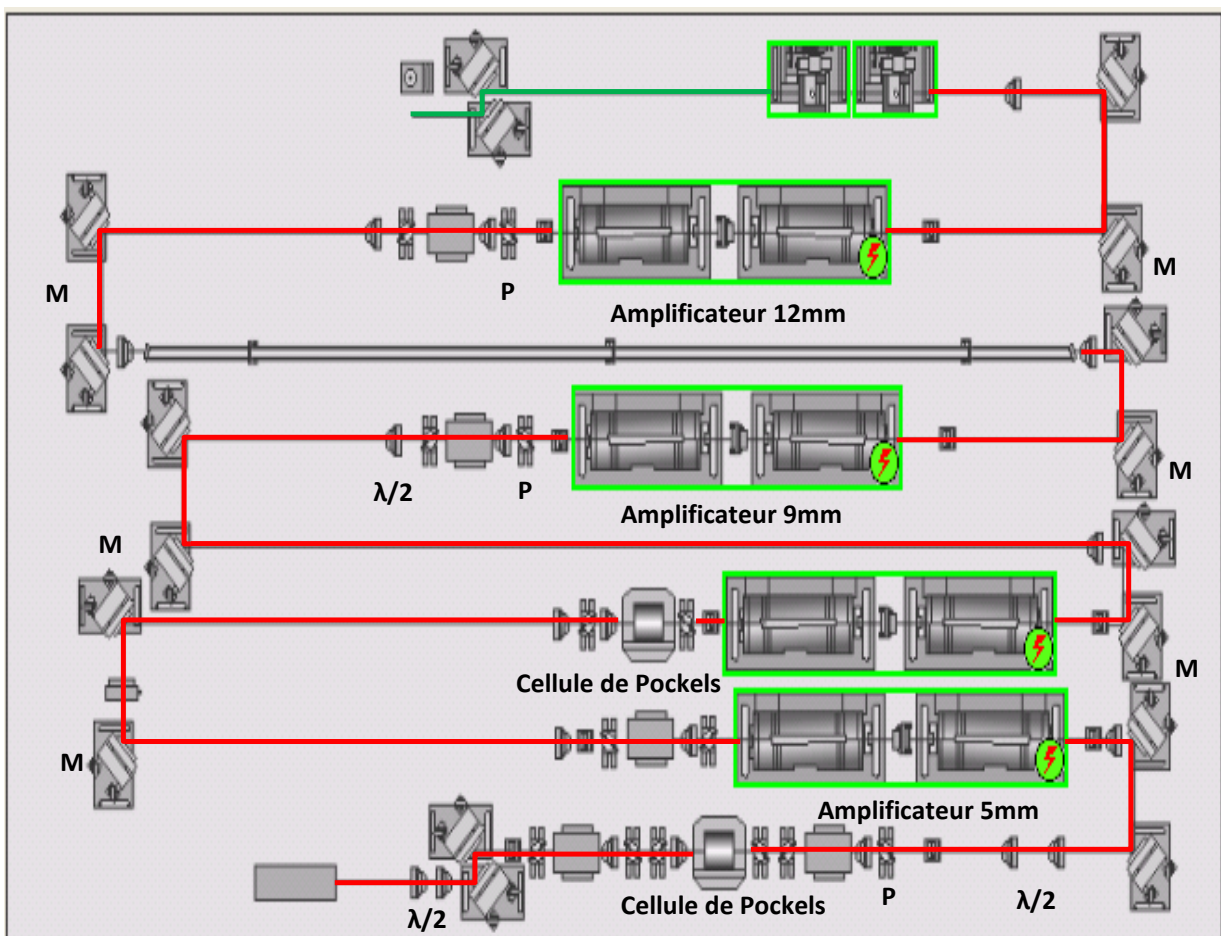 M
P
M
Amplificateur 12mm
λ/2
P
M
Amplificateur 9mm
M
Cellule de Pockels
M
M
Amplificateur 5mm
λ/2
Cellule de Pockels
P
λ/2